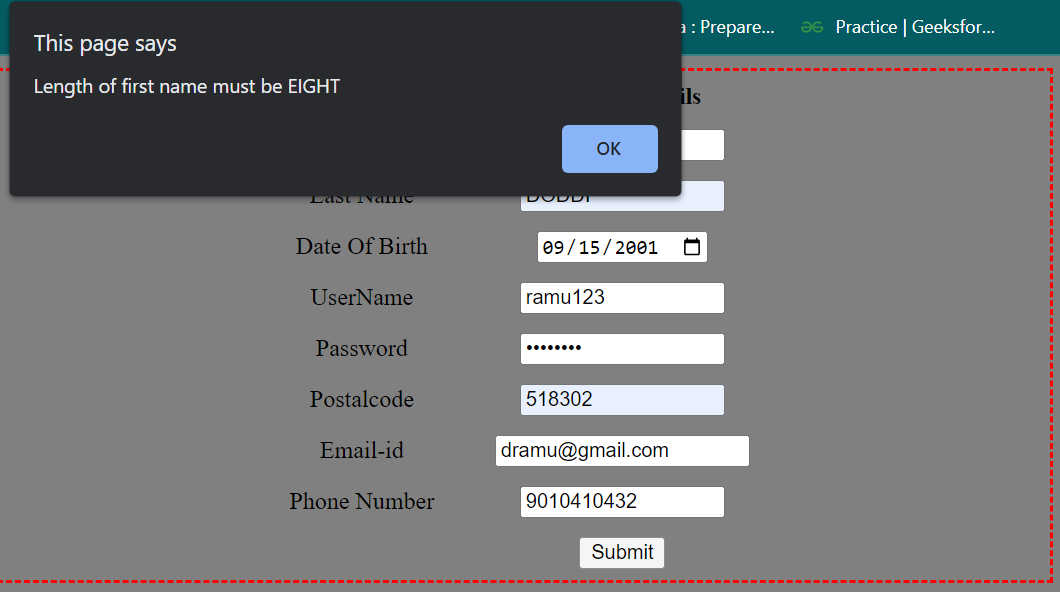 This page says
Length of first name must be EIGHT
OK
a : Prepare... Practice | Geeksfor...
ils
Last Name DODDI
Date Of Birth 09/15/2001
UserName ramu123
Password ••••••••
Postalcode 518302
Email-id dramu@gmail.com
Phone Number 9010410432
Submit